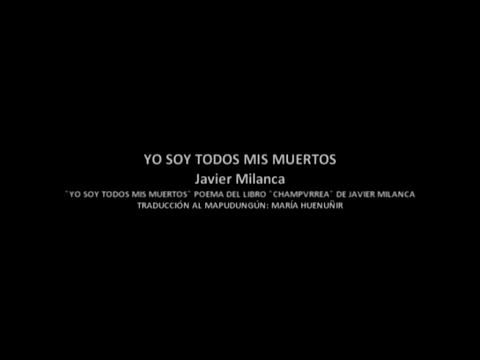 YO SOY TODOS MIS MUERTOS
Javier Milanca
¨YO SOY TODOS MIS MUERTOS¨ POEMA DEL LIBRO ¨CHAMPVRREA¨ DE JAVIER MILANCA
TRADUCCIÓN AL MAPUDUNGÚN: MARÍA HUENUÑIR